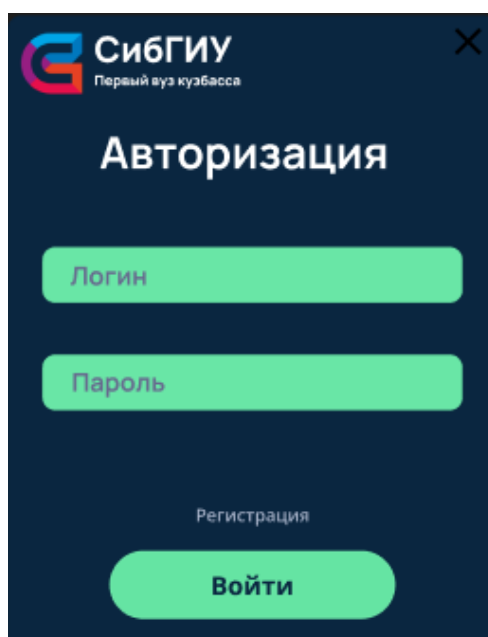 СибГИУ
Первый вуз кузбасса
Авторизация
Логин
Пароль
Регистрация
Войти